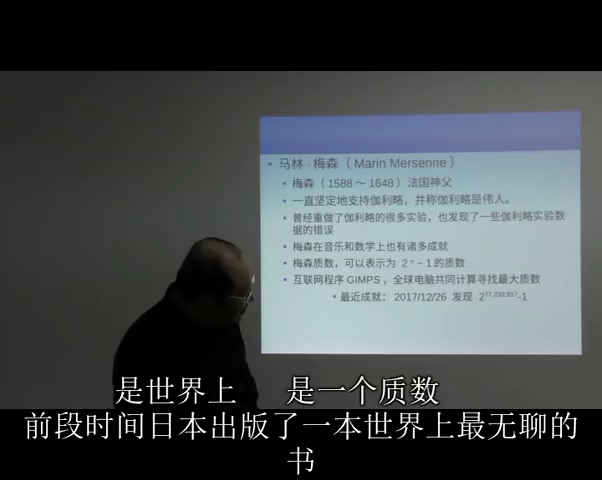 马林·梅森（Marin Mersenne）
梅森（1588～1648）法国神父
一直坚定地支持伽利略，并称伽利略是伟人。
曾经重做了伽利略的很多实验，也发现了一些伽利略实验数
据的错误
梅森在音乐和数学上也有诸多成就
梅森质数，可以表示为 2ⁿ－1 的质数
互联网程序 GIMPS ，全球电脑共同计算寻找最大质数
最近成就： 2017/12/26 发现 2^77,232,917-1
是世界上 是一个质数
前段时间日本出版了一本世界上最无聊的
书